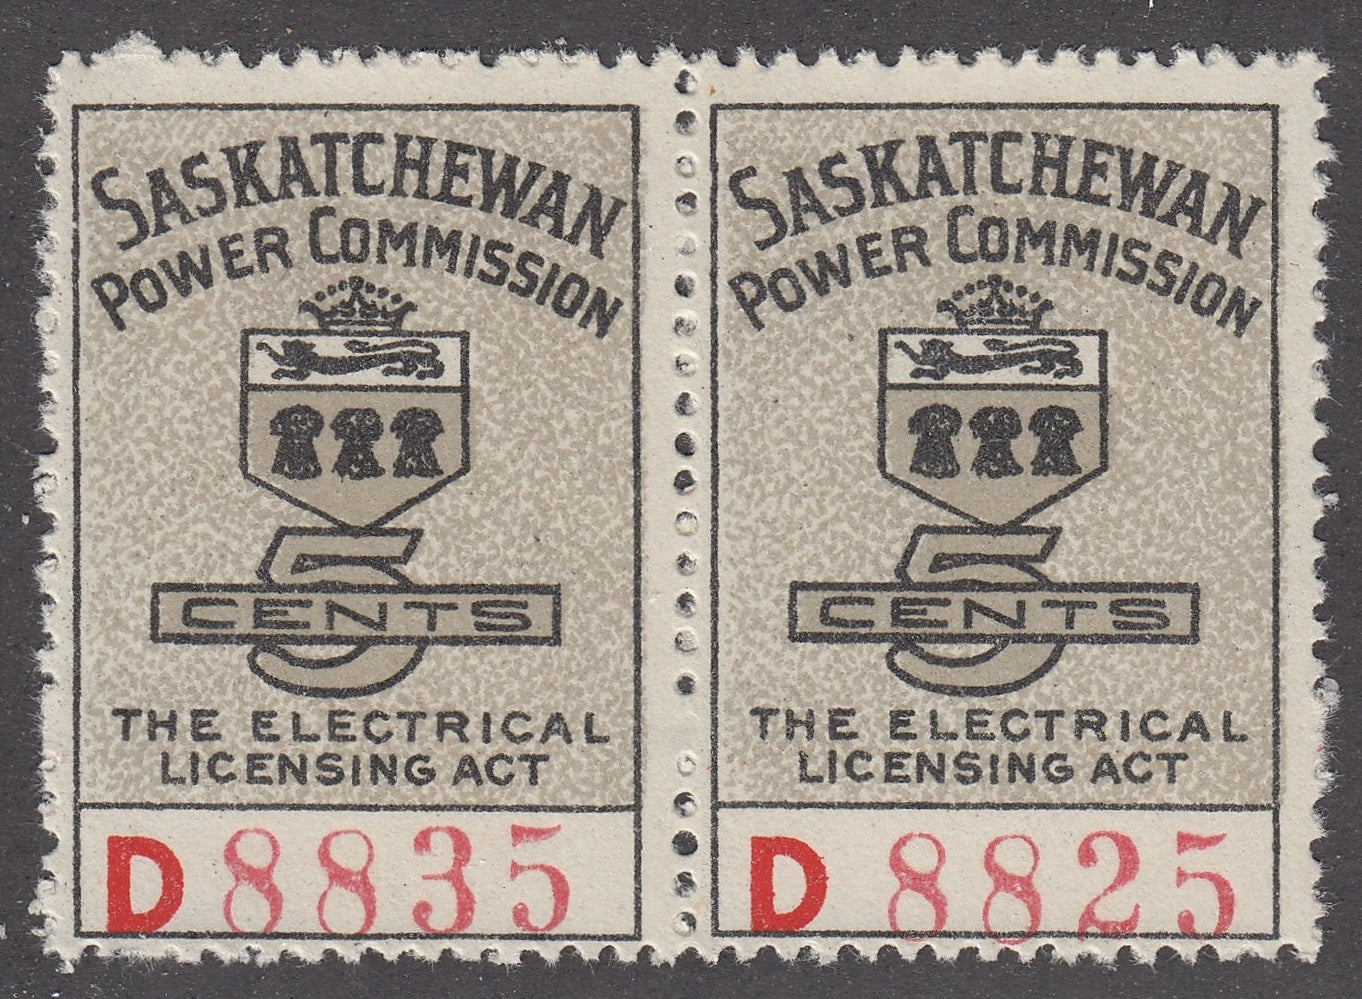 SASKATCHEWAN
POWER COMMISSION
5
CENTS
THE ELECTRICAL
LICENSING ACT
D 8835
SASKATCHEWAN
POWER COMMISSION
5
CENTS
THE ELECTRICAL
LICENSING ACT
D 8825